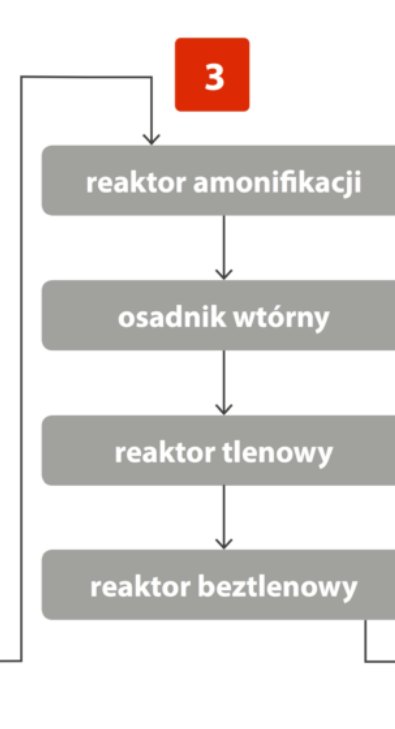 3
reaktor amonifikacji
osadnik wtórny
reaktor tlenowy
reaktor beztlenowy